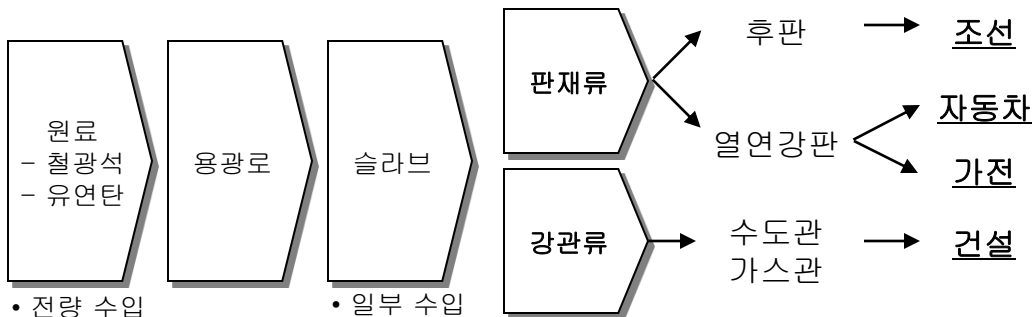 원료
– 철광석
– 유연탄
• 전량 수입
용광로
슬라브
• 일부 수입
판재류
후판
조선
열연강판
자동차
가전
강관류
수도관
가스관
건설